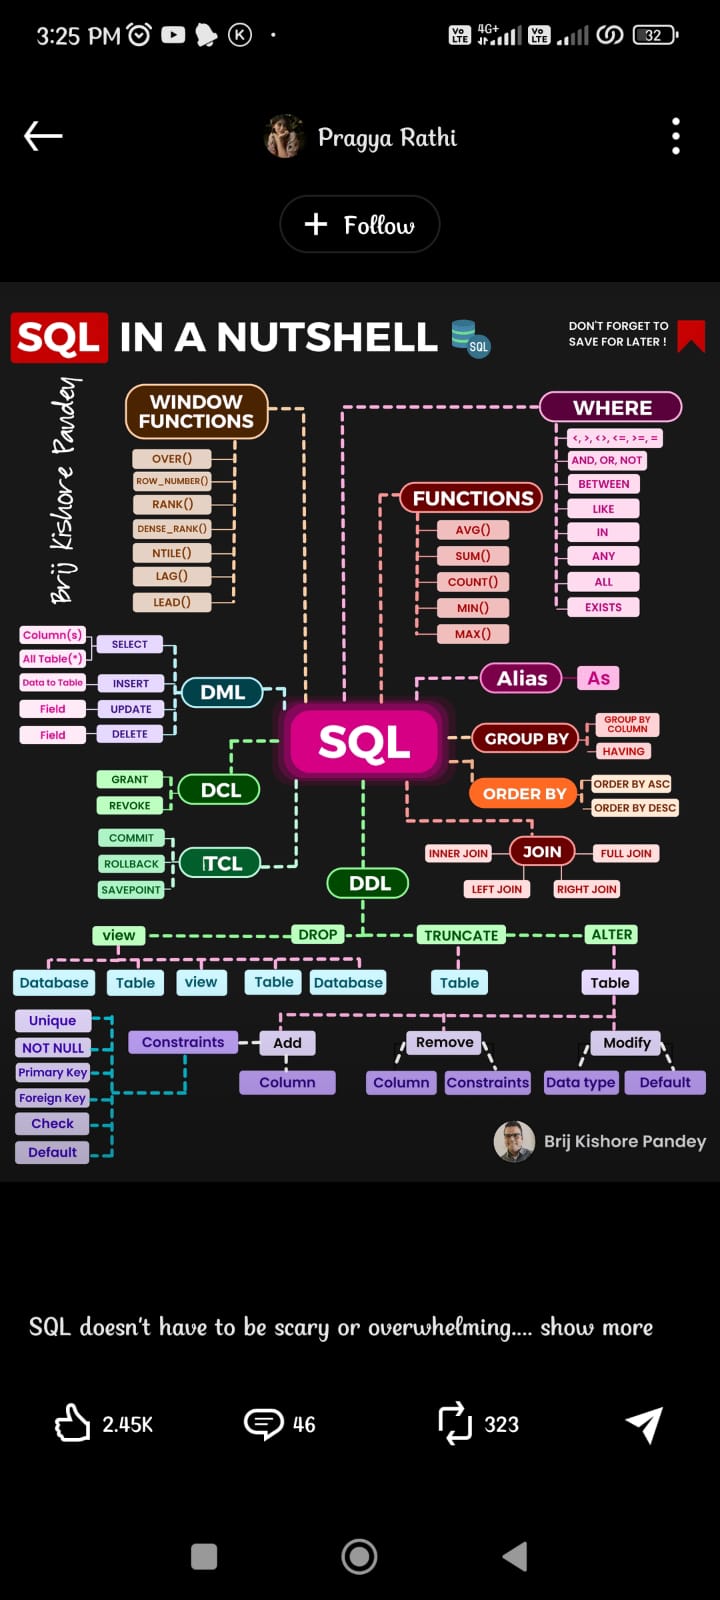 3:25 PM
K
Vo LTE
4G+
Vo LTE
32
Pragya Rathi
+ Follow
SQL IN A NUTSHELL
SQL
DON'T FORGET TO
SAVE FOR LATER !
Brij Kishore Pandey
WINDOW
FUNCTIONS
OVER()
ROW_NUMBER()
RANK()
DENSE_RANK()
NTILE()
LAG()
LEAD()
WHERE
<, >, <>, <=, >=, =
AND, OR, NOT
BETWEEN
LIKE
IN
ANY
ALL
EXISTS
FUNCTIONS
AVG()
SUM()
COUNT()
MIN()
MAX()
Column(s)
All Table(*)
SELECT
Data to Table
INSERT
Field
UPDATE
Field
DELETE
DML
Alias
As
SQL
GROUP BY
GROUP BY
COLUMN
HAVING
GRANT
REVOKE
DCL
ORDER BY
ORDER BY ASC
ORDER BY DESC
COMMIT
ROLLBACK
SAVEPOINT
TCL
INNER JOIN
JOIN
FULL JOIN
LEFT JOIN
RIGHT JOIN
DDL
view
DROP
TRUNCATE
ALTER
Database
Table
view
Table
Database
Table
Table
Unique
NOT NULL
Primary Key
Foreign Key
Check
Default
Constraints
Add
Column
Remove
Column
Constraints
Modify
Data type
Default
Brij Kishore Pandey
SQL doesn't have to be scary or overwhelming.... show more
2.45K
46
323